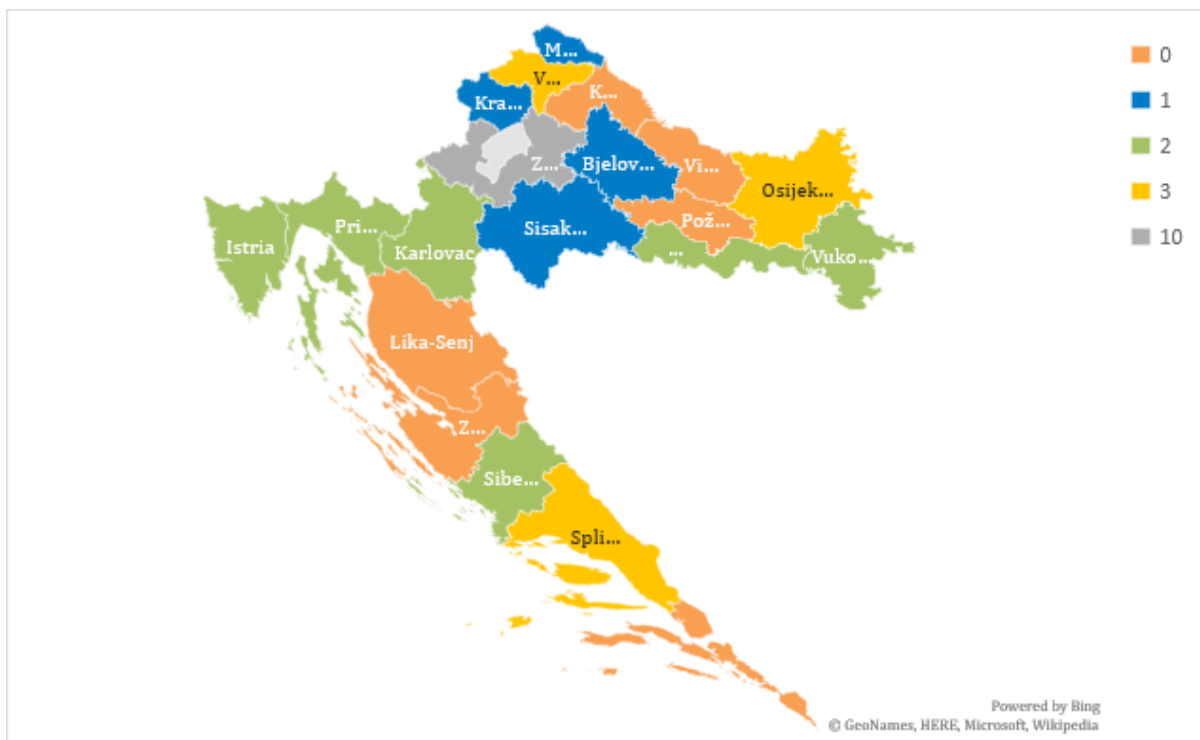 M...
V...
K...
Kra...
Z...
Bjelov...
Vi...
Osijek...
Pož...
Sisak...
Istria
Pri...
Karlovac
...
Vuko...
Lika-Senj
Z...
Sibe...
Spli...
0
1
2
3
10
Powered by Bing
© GeoNames, HERE, Microsoft, Wikipedia